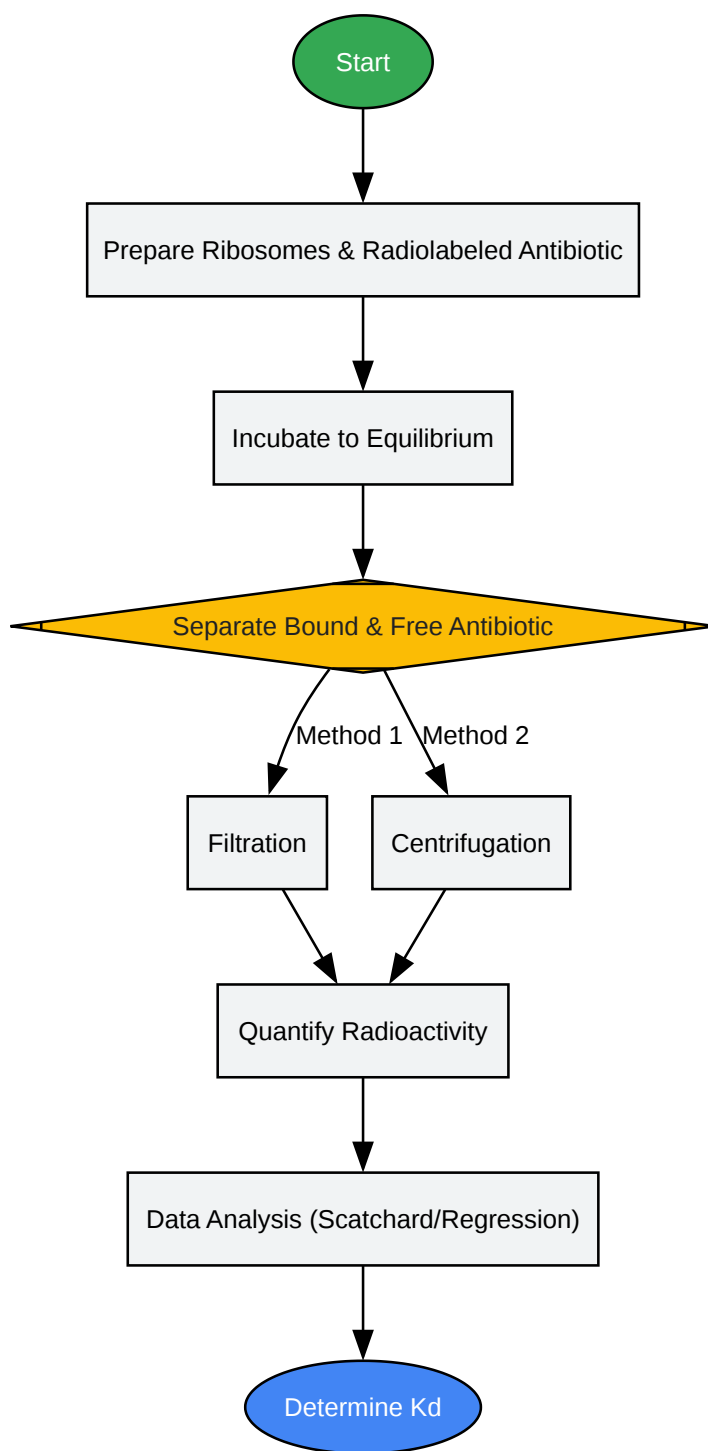 Start
Prepare Ribosomes & Radiolabeled Antibiotic
Incubate to Equilibrium
Separate Bound & Free Antibiotic
Method 1
Method 2
Filtration
Centrifugation
Quantify Radioactivity
Data Analysis (Scatchard/Regression)
Determine Kd